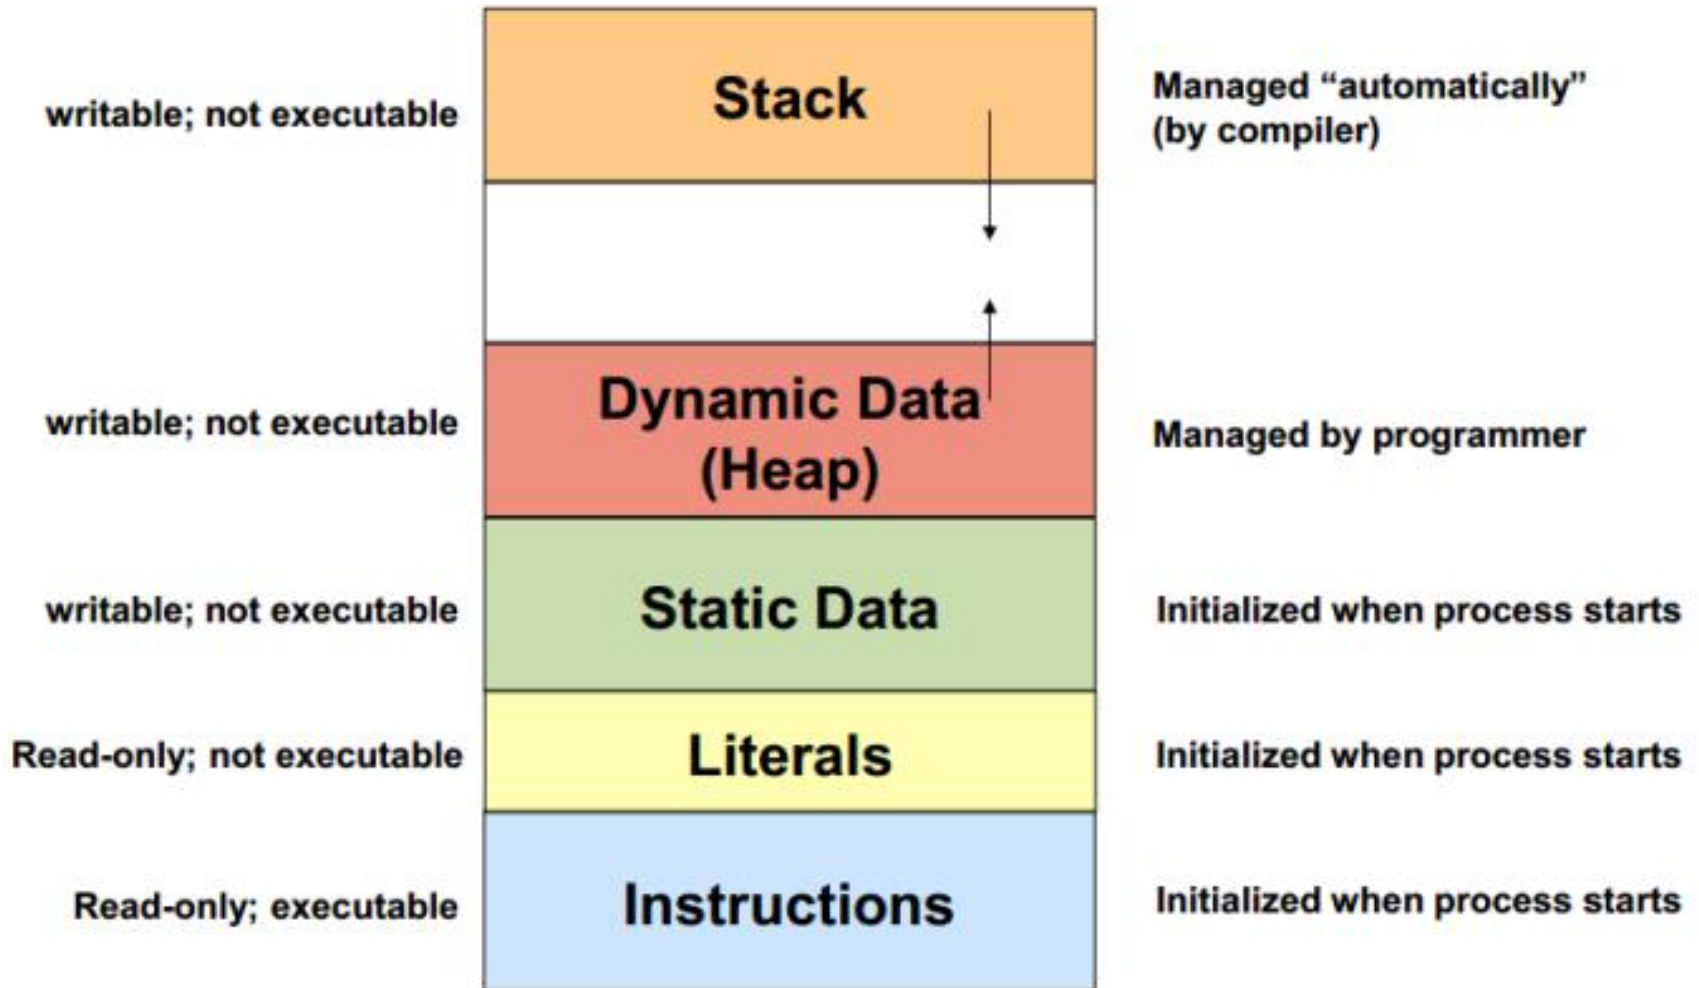 writable; not executable
Stack
Managed “automatically”
(by compiler)
writable; not executable
Dynamic Data
(Heap)
Managed by programmer
writable; not executable
Static Data
Initialized when process starts
Read-only; not executable
Literals
Initialized when process starts
Read-only; executable
Instructions
Initialized when process starts